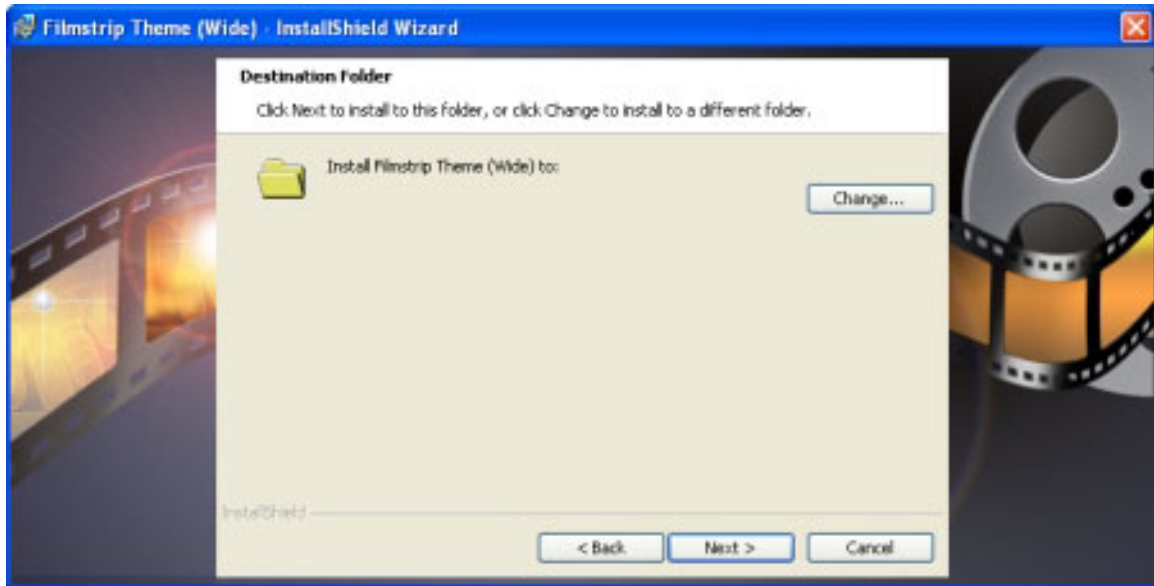 Filmstrip Theme (Wide) - InstallShield Wizard
Destination Folder
Click Next to install to this folder, or click Change to install to a different folder.
Install Filmstrip Theme (Wide) to:
Change...
InstallShield
< Back
Next >
Cancel